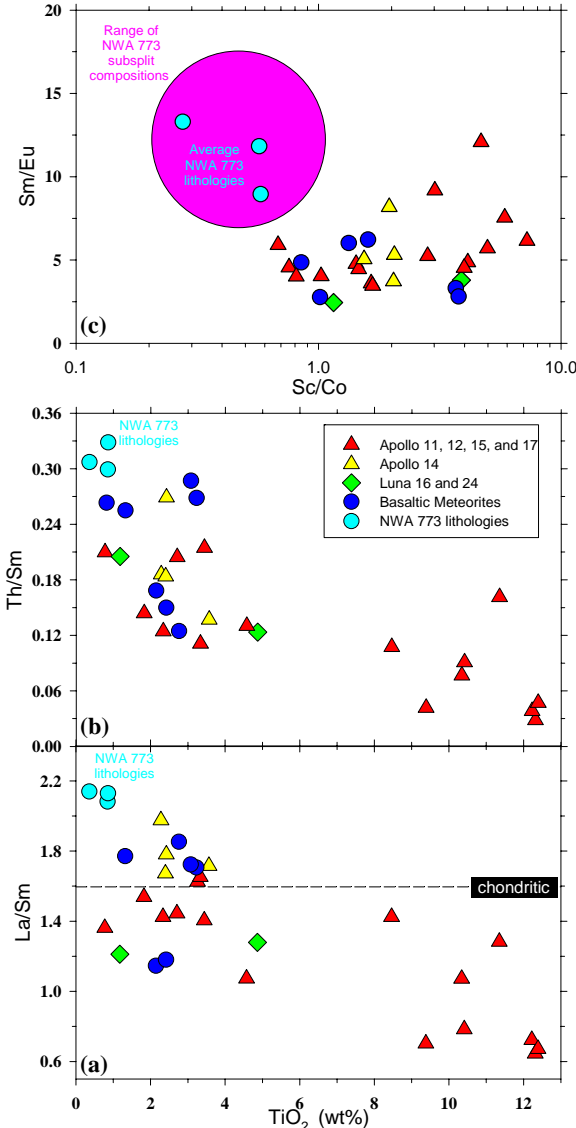 20
15
10
5
0
Sm/Eu
Range of
NWA 773
subsplit
compositions
Average
NWA 773
lithologies
(c)
0.1
1.0
10.0
Sc/Co
0.36
0.30
0.24
0.18
0.12
0.06
0.00
Th/Sm
NWA 773
lithologies
Apollo 11, 12, 15, and 17
Apollo 14
Luna 16 and 24
Basaltic Meteorites
NWA 773 lithologies
(b)
2.2
1.8
1.4
1.0
0.6
La/Sm
NWA 773
lithologies
chondritic
(a)
0 2 4 6 8 10 12
TiO2 (wt%)